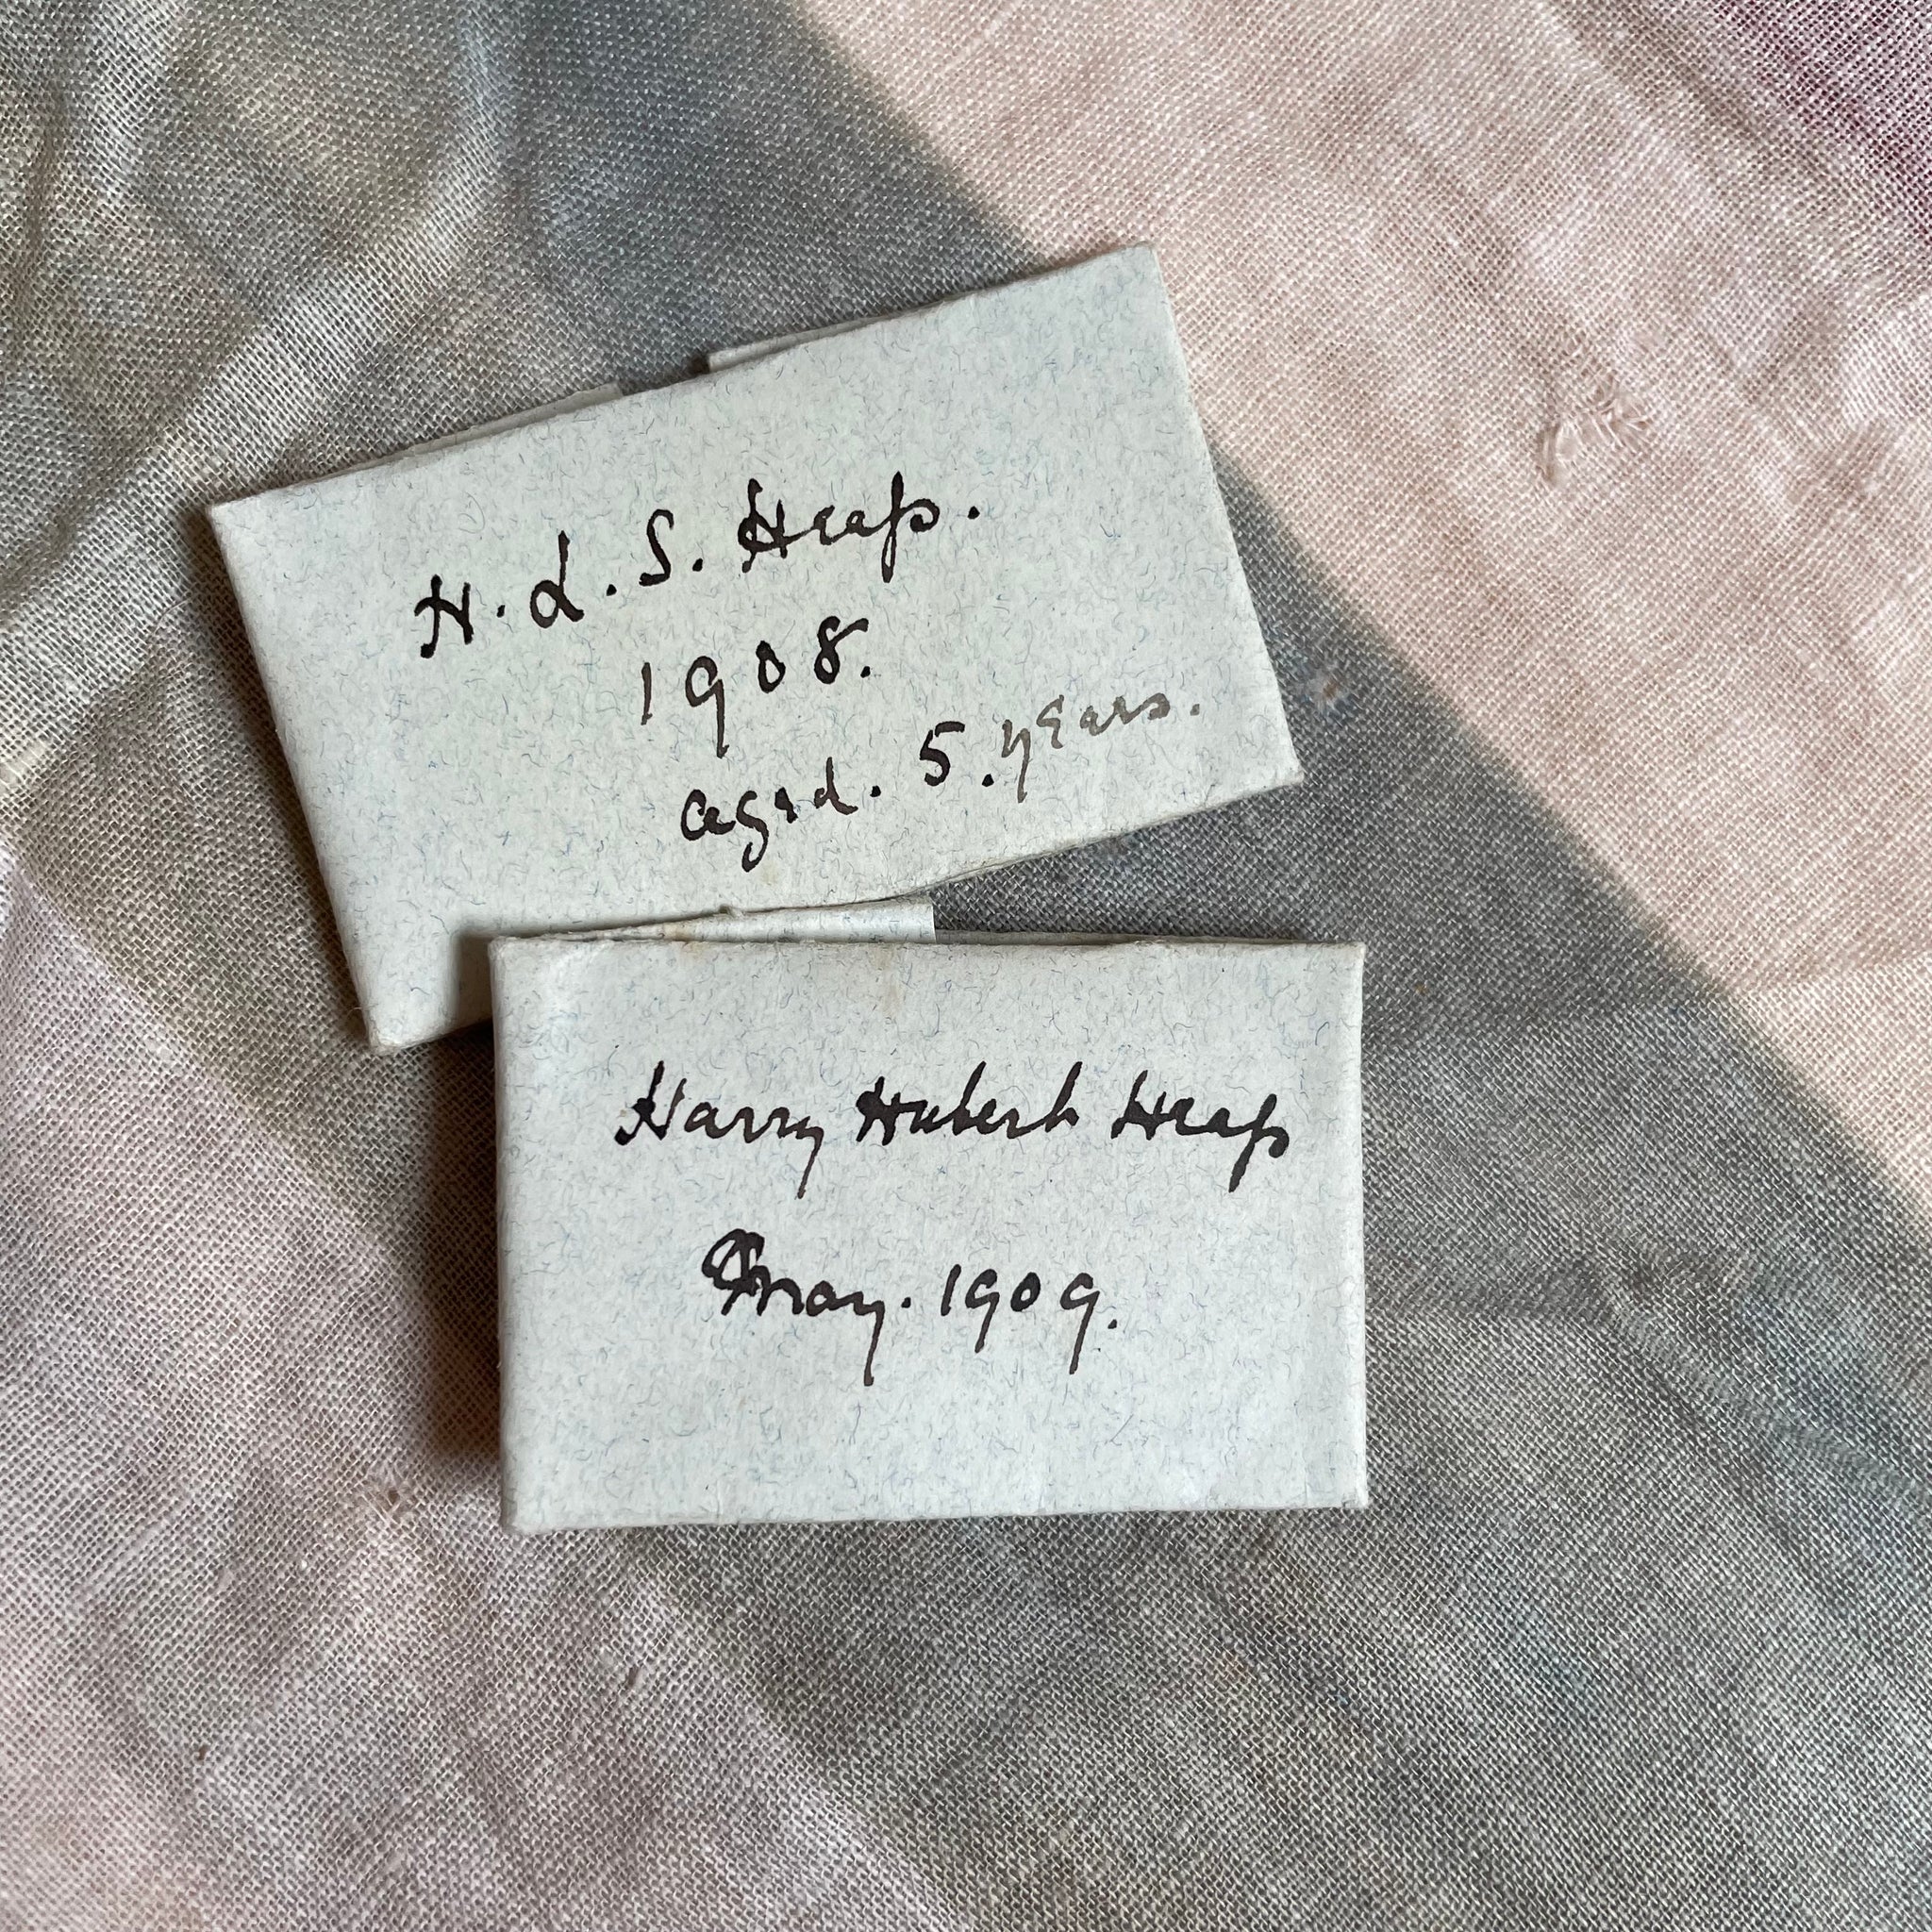 H. L. S. Heap.
1908.
aged. 5. years.
Harry Hubert Heap
May. 1909.